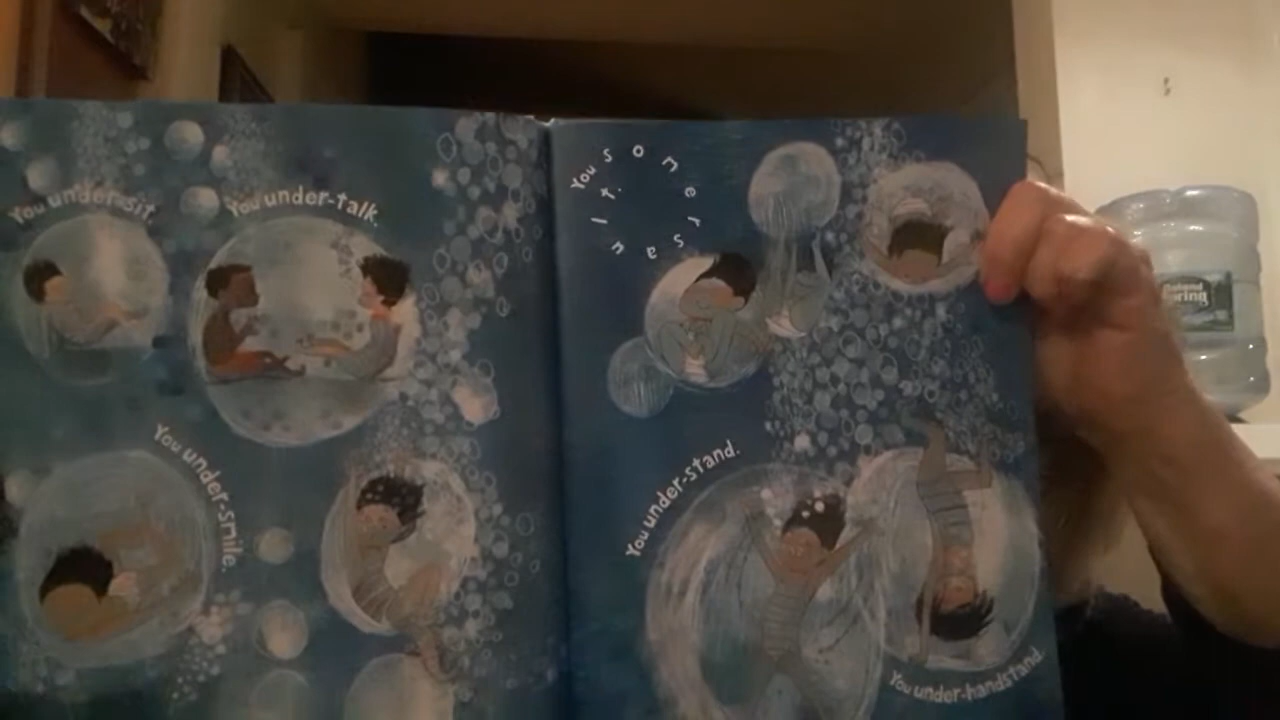 You under-sit.
You under-talk.
You under-smile.
You somersault.
You under-stand.
You under-handstand.